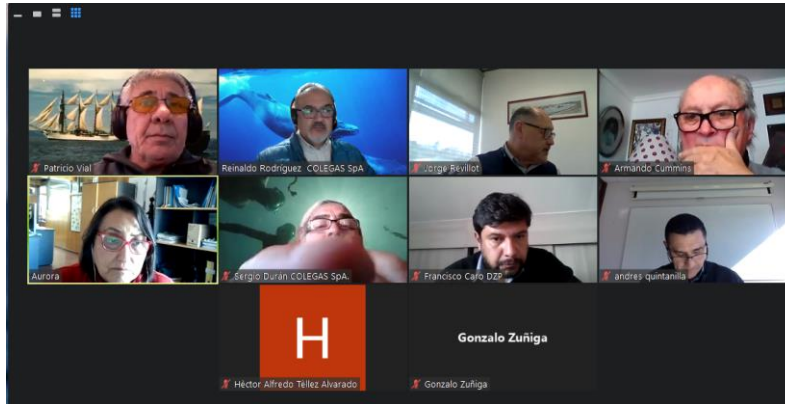 Patricio Vial
Reinaldo Rodríguez COLEGAS SpA
Jorge Revillot
Armando Cummins
Aurora
Sergio Durán COLEGAS SpA.
Francisco Caro DZP
andres quintanilla
H
Héctor Alfredo Téllez Alvarado
Gonzalo Zuñiga
Gonzalo Zuñiga